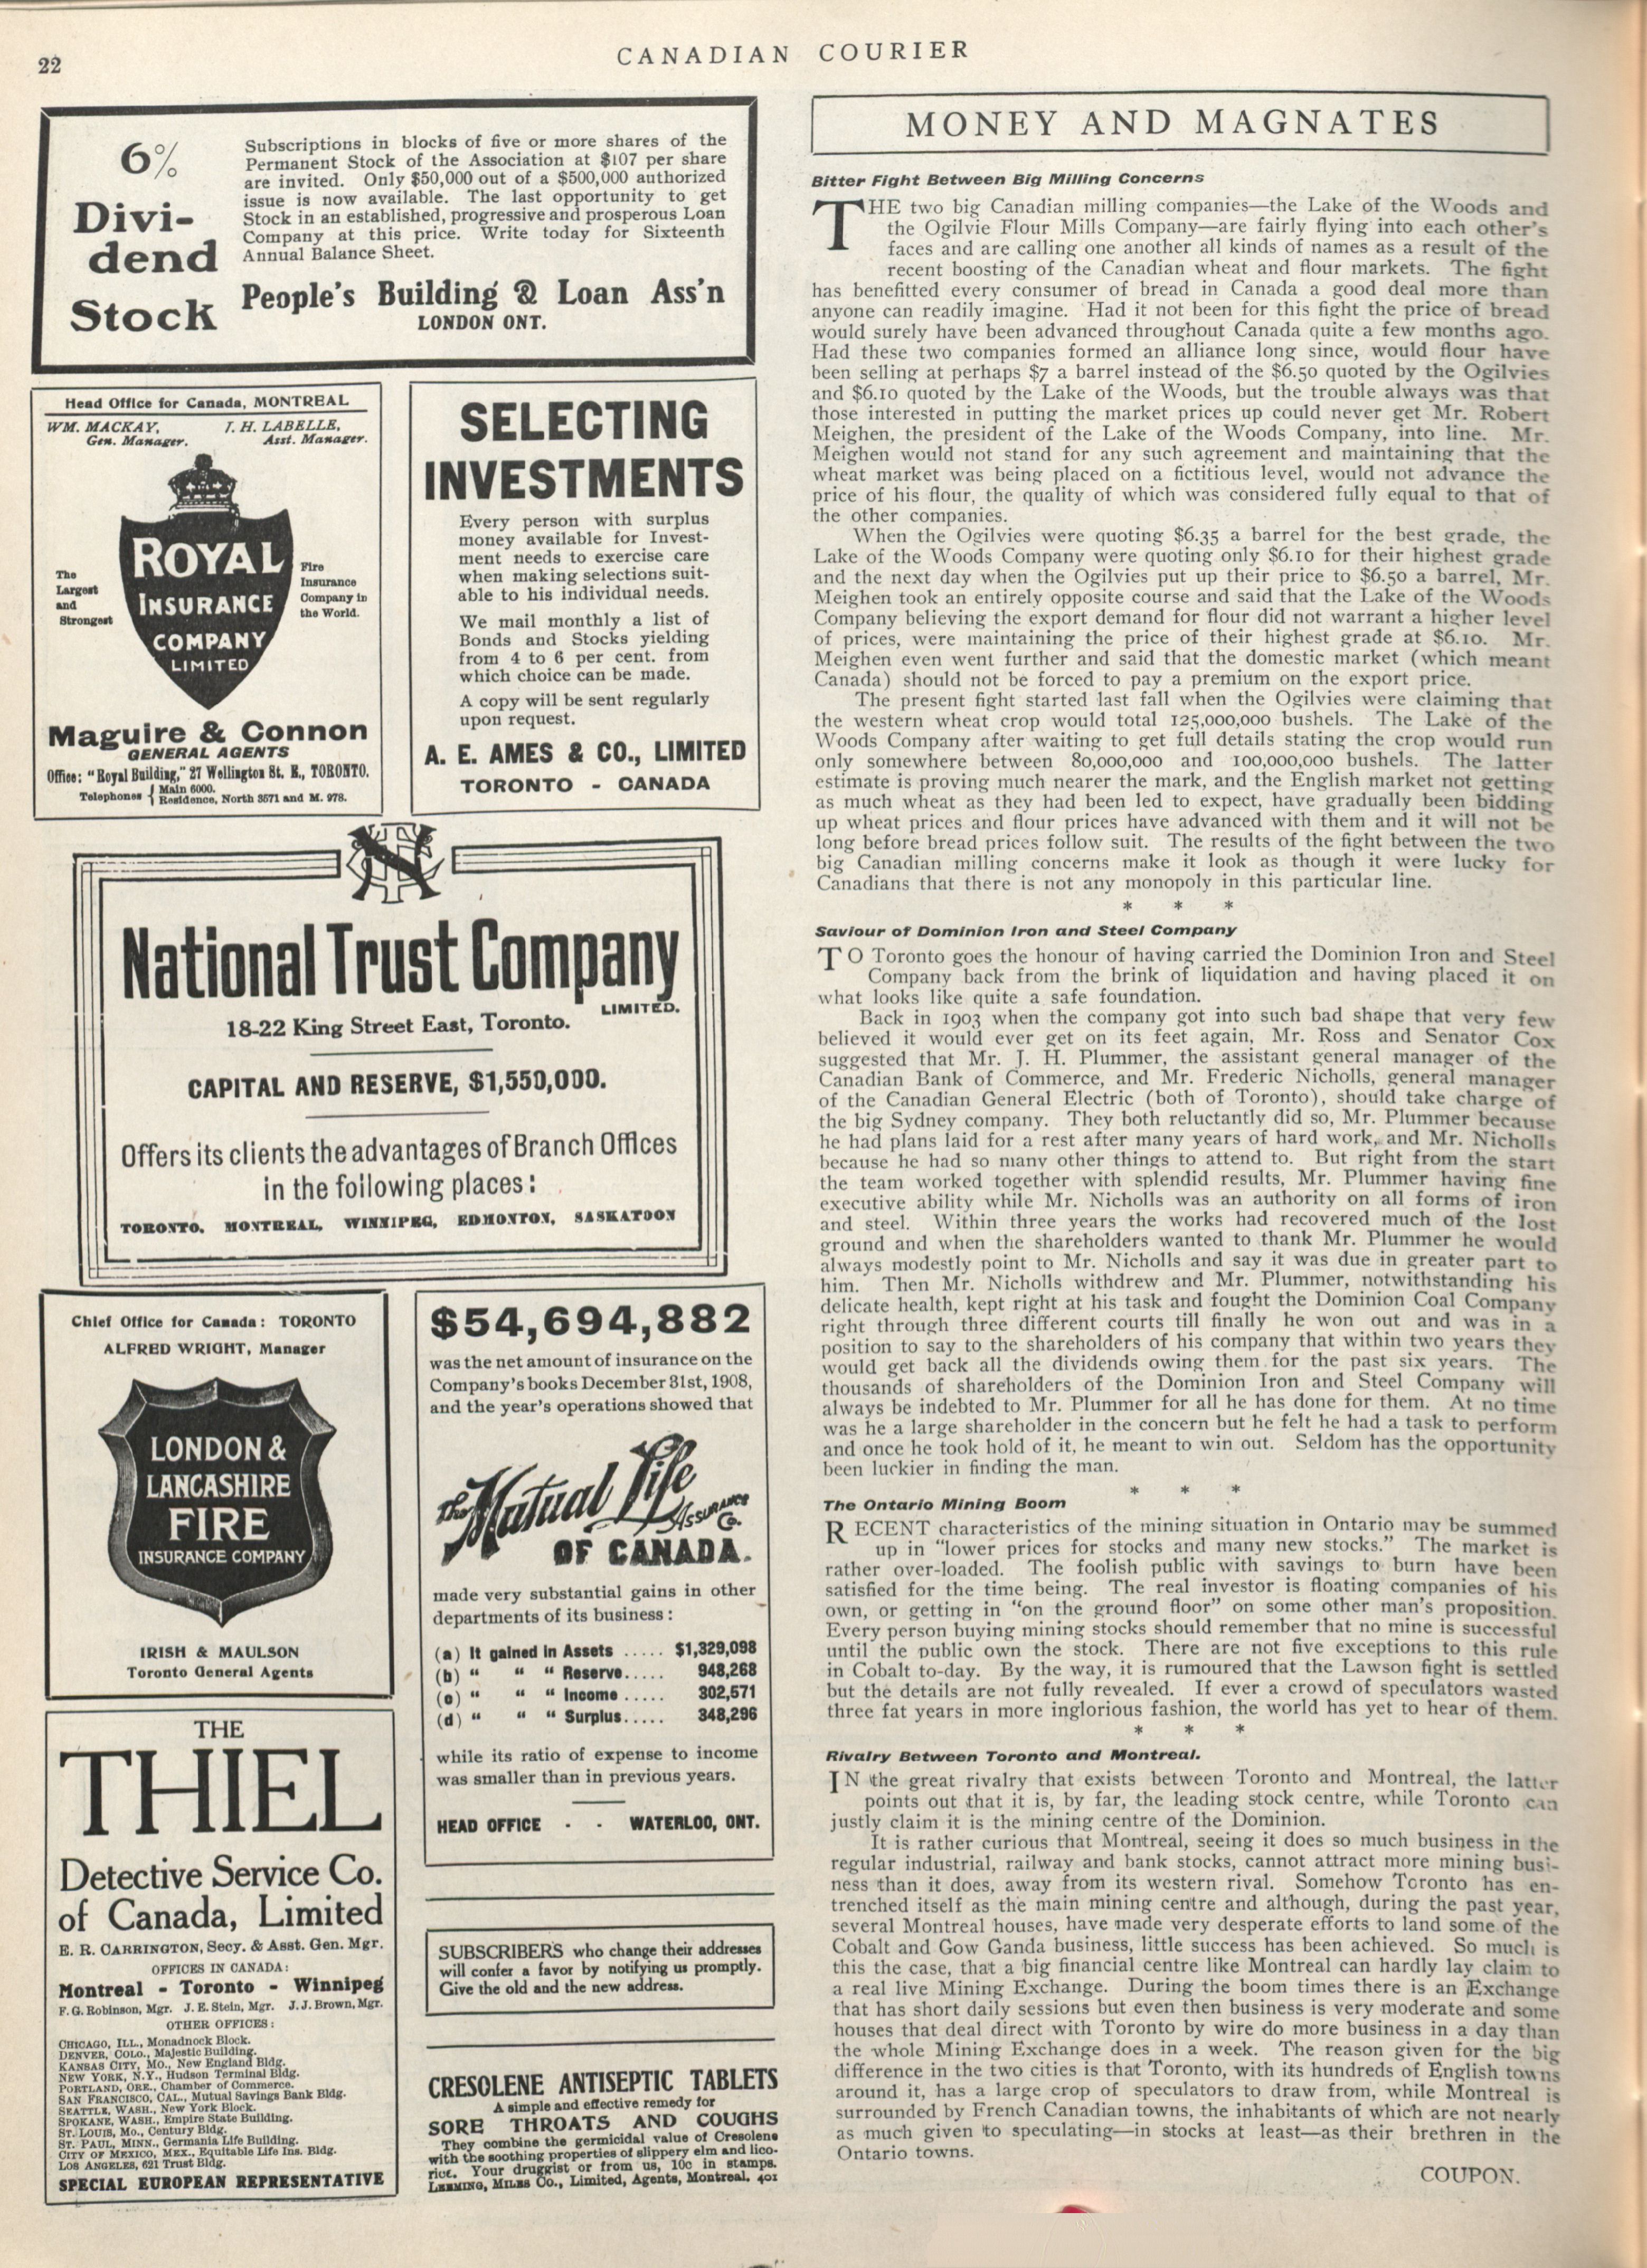 22
CANADIAN COURIER
6%
Divi-
dend
Stock
Subscriptions in blocks of five or more shares of the
Permanent Stock of the Association at $107 per share
are invited. Only $50,000 out of a $500,000 authorized
issue is now available. The last opportunity to get
Stock in an established, progressive and prosperous Loan
Company at this price. Write today for Sixteenth
Annual Balance Sheet.
People's Building & Loan Ass'n
LONDON ONT.
Head Office for Canada, MONTREAL
WM. MACKAY, J. H. LABELLE,
Gen. Manager. Asst. Manager.
The
Largest
and
Strongest
ROYAL
INSURANCE
COMPANY
LIMITED
Fire
Insurance
Company in
the World.
Maguire & Connon
GENERAL AGENTS
Office: "Royal Building," 27 Wellington St. E., TORONTO.
Telephones { Main 6000.
Residence, North 3571 and M. 978.
SELECTING
INVESTMENTS
Every person with surplus
money available for Invest-
ment needs to exercise care
when making selections suit-
able to his individual needs.
We mail monthly a list of
Bonds and Stocks yielding
from 4 to 6 per cent. from
which choice can be made.
A copy will be sent regularly
upon request.
A. E. AMES & CO., LIMITED
TORONTO - CANADA
National Trust Company
LIMITED.
18-22 King Street East, Toronto.
CAPITAL AND RESERVE, $1,550,000.
Offers its clients the advantages of Branch Offices
in the following places:
TORONTO, MONTREAL, WINNIPEG, EDMONTON, SASKATOON
Chief Office for Canada: TORONTO
ALFRED WRIGHT, Manager
LONDON &
LANCASHIRE
FIRE
INSURANCE COMPANY
IRISH & MAULSON
Toronto General Agents
$54,694,882
was the net amount of insurance on the
Company's books December 31st, 1908,
and the year's operations showed that
The Mutual Life
Assurance Co.
OF CANADA.
made very substantial gains in other
departments of its business:
(a) It gained in Assets ..... $1,329,098
(b) " " " Reserve..... 948,268
(c) " " " Income ..... 302,571
(d) " " " Surplus..... 348,296
while its ratio of expense to income
was smaller than in previous years.
HEAD OFFICE - - WATERLOO, ONT.
THE
THIEL
Detective Service Co.
of Canada, Limited
E. R. CARRINGTON, Secy. & Asst. Gen. Mgr.
OFFICES IN CANADA:
Montreal - Toronto - Winnipeg
F. G. Robinson, Mgr. J. E. Stein, Mgr. J. J. Brown, Mgr.
OTHER OFFICES:
CHICAGO, ILL., Monadnock Block.
DENVER, COLO., Majestic Building.
KANSAS CITY, MO., New England Bldg.
NEW YORK, N.Y., Hudson Terminal Bldg.
PORTLAND, ORE., Chamber of Commerce.
SAN FRANCISCO, CAL., Mutual Savings Bank Bldg.
SEATTLE, WASH., New York Block.
SPOKANE, WASH., Empire State Building.
ST. LOUIS, MO., Century Bldg.
ST. PAUL, MINN., Germania Life Building.
CITY OF MEXICO, MEX., Equitable Life Ins. Bldg.
LOS ANGELES, 621 Trust Bldg.
SPECIAL EUROPEAN REPRESENTATIVE
SUBSCRIBERS who change their addresses
will confer a favor by notifying us promptly.
Give the old and the new address.
CRESOLENE ANTISEPTIC TABLETS
A simple and effective remedy for
SORE THROATS AND COUGHS
They combine the germicidal value of Cresolene
with the soothing properties of slippery elm and lico-
rice. Your druggist or from us, 10c in stamps.
LEEMING, MILES CO., Limited, Agents, Montreal. 401
MONEY AND MAGNATES
Bitter Fight Between Big Milling Concerns
THE two big Canadian milling companies—the Lake of the Woods and
the Ogilvie Flour Mills Company—are fairly flying into each other's
faces and are calling one another all kinds of names as a result of the
recent boosting of the Canadian wheat and flour markets. The fight
has benefitted every consumer of bread in Canada a good deal more than
anyone can readily imagine. Had it not been for this fight the price of bread
would surely have been advanced throughout Canada quite a few months ago.
Had these two companies formed an alliance long since, would flour have
been selling at perhaps $7 a barrel instead of the $6.50 quoted by the Ogilvies
and $6.10 quoted by the Lake of the Woods, but the trouble always was that
those interested in putting the market prices up could never get Mr. Robert
Meighen, the president of the Lake of the Woods Company, into line. Mr.
Meighen would not stand for any such agreement and maintaining that the
wheat market was being placed on a fictitious level, would not advance the
price of his flour, the quality of which was considered fully equal to that of
the other companies.
When the Ogilvies were quoting $6.35 a barrel for the best grade, the
Lake of the Woods Company were quoting only $6.10 for their highest grade
and the next day when the Ogilvies put up their price to $6.50 a barrel, Mr.
Meighen took an entirely opposite course and said that the Lake of the Woods
Company believing the export demand for flour did not warrant a higher level
of prices, were maintaining the price of their highest grade at $6.10. Mr.
Meighen even went further and said that the domestic market (which meant
Canada) should not be forced to pay a premium on the export price.
The present fight started last fall when the Ogilvies were claiming that
the western wheat crop would total 125,000,000 bushels. The Lake of the
Woods Company after waiting to get full details stating the crop would run
only somewhere between 80,000,000 and 100,000,000 bushels. The latter
estimate is proving much nearer the mark, and the English market not getting
as much wheat as they had been led to expect, have gradually been bidding
up wheat prices and flour prices have advanced with them and it will not be
long before bread prices follow suit. The results of the fight between the two
big Canadian milling concerns make it look as though it were lucky for
Canadians that there is not any monopoly in this particular line.
* * *
Saviour of Dominion Iron and Steel Company
TO Toronto goes the honour of having carried the Dominion Iron and Steel
Company back from the brink of liquidation and having placed it on
what looks like quite a safe foundation.
Back in 1903 when the company got into such bad shape that very few
believed it would ever get on its feet again, Mr. Ross and Senator Cox
suggested that Mr. J. H. Plummer, the assistant general manager of the
Canadian Bank of Commerce, and Mr. Frederic Nicholls, general manager
of the Canadian General Electric (both of Toronto), should take charge of
the big Sydney company. They both reluctantly did so, Mr. Plummer because
he had plans laid for a rest after many years of hard work, and Mr. Nicholls
because he had so many other things to attend to. But right from the start
the team worked together with splendid results, Mr. Plummer having fine
executive ability while Mr. Nicholls was an authority on all forms of iron
and steel. Within three years the works had recovered much of the lost
ground and when the shareholders wanted to thank Mr. Plummer he would
always modestly point to Mr. Nicholls and say it was due in greater part to
him. Then Mr. Nicholls withdrew and Mr. Plummer, notwithstanding his
delicate health, kept right at his task and fought the Dominion Coal Company
right through three different courts till finally he won out and was in a
position to say to the shareholders of his company that within two years they
would get back all the dividends owing them for the past six years. The
thousands of shareholders of the Dominion Iron and Steel Company will
always be indebted to Mr. Plummer for all he has done for them. At no time
was he a large shareholder in the concern but he felt he had a task to perform
and once he took hold of it, he meant to win out. Seldom has the opportunity
been luckier in finding the man.
* * *
The Ontario Mining Boom
RECENT characteristics of the mining situation in Ontario may be summed
up in "lower prices for stocks and many new stocks." The market is
rather over-loaded. The foolish public with savings to burn have been
satisfied for the time being. The real investor is floating companies of his
own, or getting in "on the ground floor" on some other man's proposition.
Every person buying mining stocks should remember that no mine is successful
until the public own the stock. There are not five exceptions to this rule
in Cobalt to-day. By the way, it is rumoured that the Lawson fight is settled
but the details are not fully revealed. If ever a crowd of speculators wasted
three fat years in more inglorious fashion, the world has yet to hear of them.
* * *
Rivalry Between Toronto and Montreal.
IN the great rivalry that exists between Toronto and Montreal, the latter
points out that it is, by far, the leading stock centre, while Toronto can
justly claim it is the mining centre of the Dominion.
It is rather curious that Montreal, seeing it does so much business in the
regular industrial, railway and bank stocks, cannot attract more mining busi-
ness than it does, away from its western rival. Somehow Toronto has en-
trenched itself as the main mining centre and although, during the past year,
several Montreal houses, have made very desperate efforts to land some of the
Cobalt and Gow Ganda business, little success has been achieved. So much is
this the case, that a big financial centre like Montreal can hardly lay claim to
a real live Mining Exchange. During the boom times there is an Exchange
that has short daily sessions but even then business is very moderate and some
houses that deal direct with Toronto by wire do more business in a day than
the whole Mining Exchange does in a week. The reason given for the big
difference in the two cities is that Toronto, with its hundreds of English towns
around it, has a large crop of speculators to draw from, while Montreal is
surrounded by French Canadian towns, the inhabitants of which are not nearly
as much given to speculating—in stocks at least—as their brethren in the
Ontario towns.
COUPON.